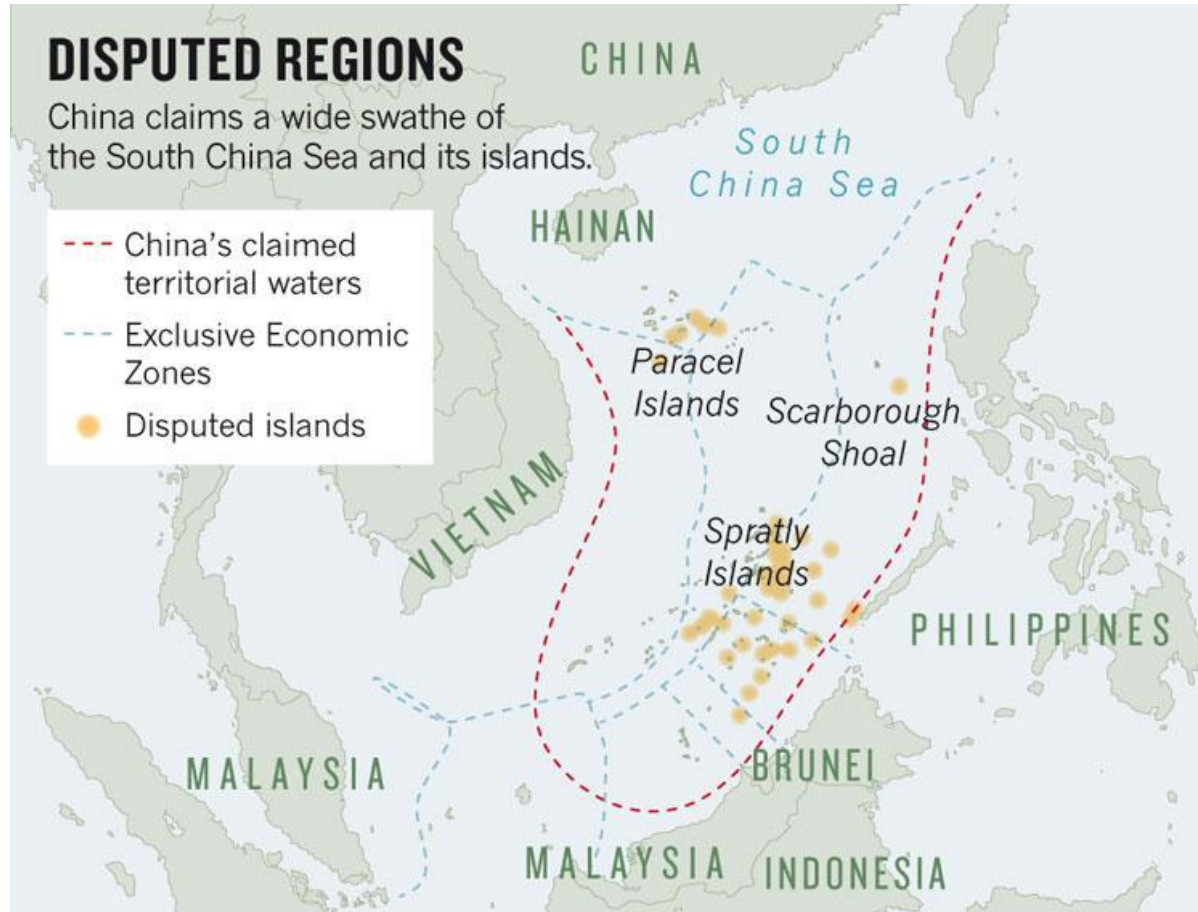 DISPUTED REGIONS
China claims a wide swathe of
the South China Sea and its islands.
China's claimed
territorial waters
Exclusive Economic
Zones
Disputed islands
CHINA
South
China Sea
HAINAN
Paracel
Islands
Scarborough
Shoal
VIETNAM
Spratly
Islands
PHILIPPINES
MALAYSIA
BRUNEI
MALAYSIA
INDONESIA